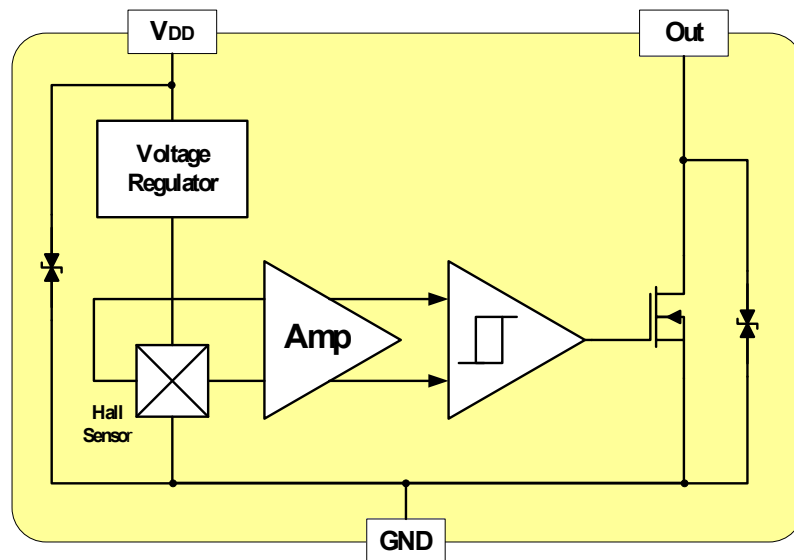 VDD
Out
Voltage
Regulator
Amp
Hall
Sensor
GND